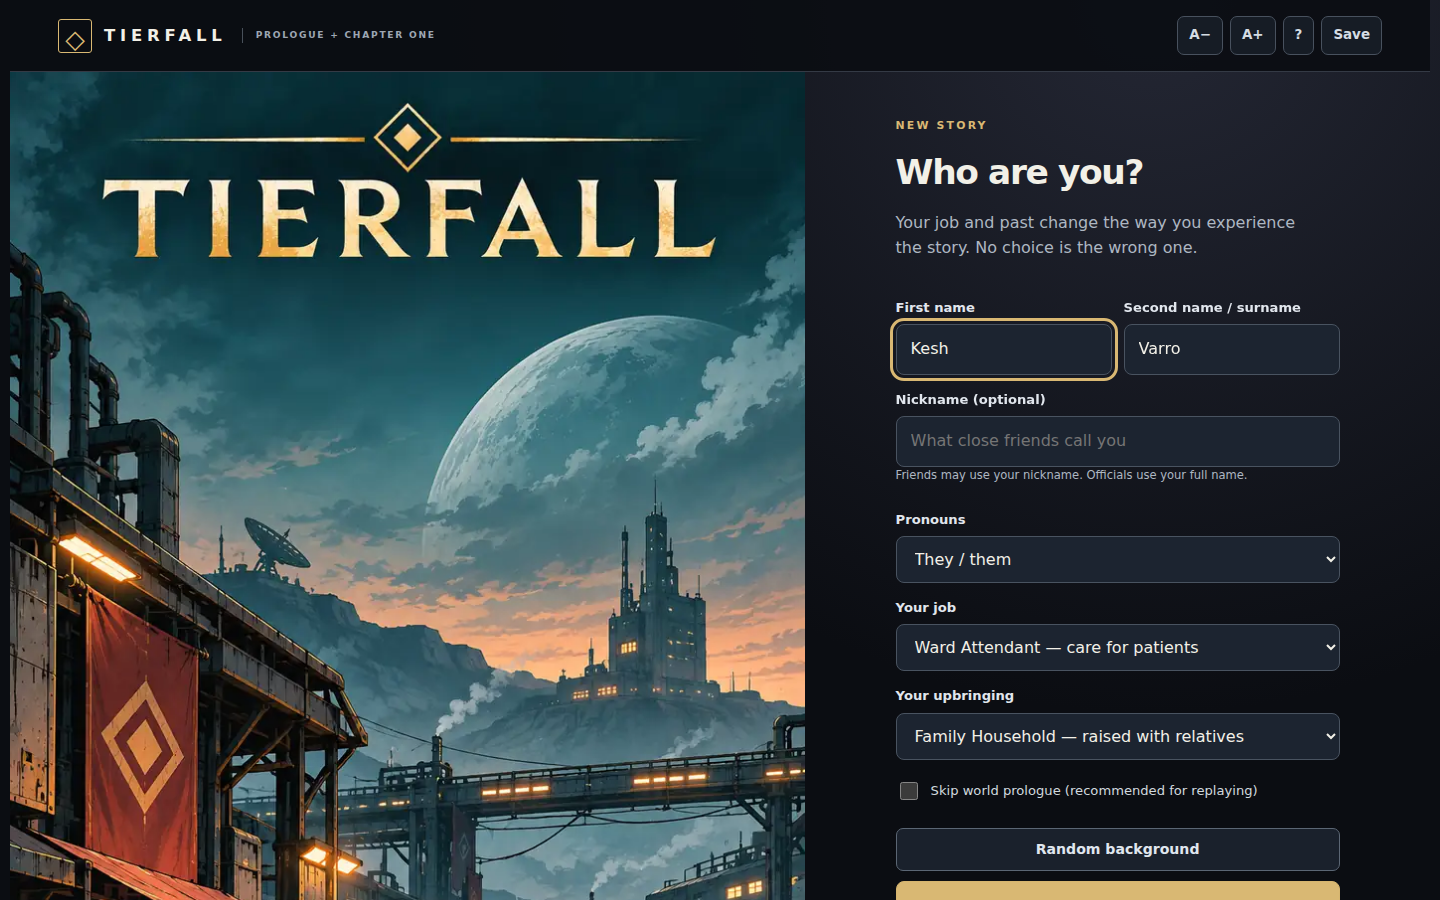 TIERFALL
PROLOGUE + CHAPTER ONE
A−
A+
?
Save
TIERFALL
NEW STORY
Who are you?
Your job and past change the way you experience
the story. No choice is the wrong one.
First name
Second name / surname
Kesh
Varro
Nickname (optional)
What close friends call you
Friends may use your nickname. Officials use your full name.
Pronouns
They / them
Your job
Ward Attendant — care for patients
Your upbringing
Family Household — raised with relatives
Skip world prologue (recommended for replaying)
Random background